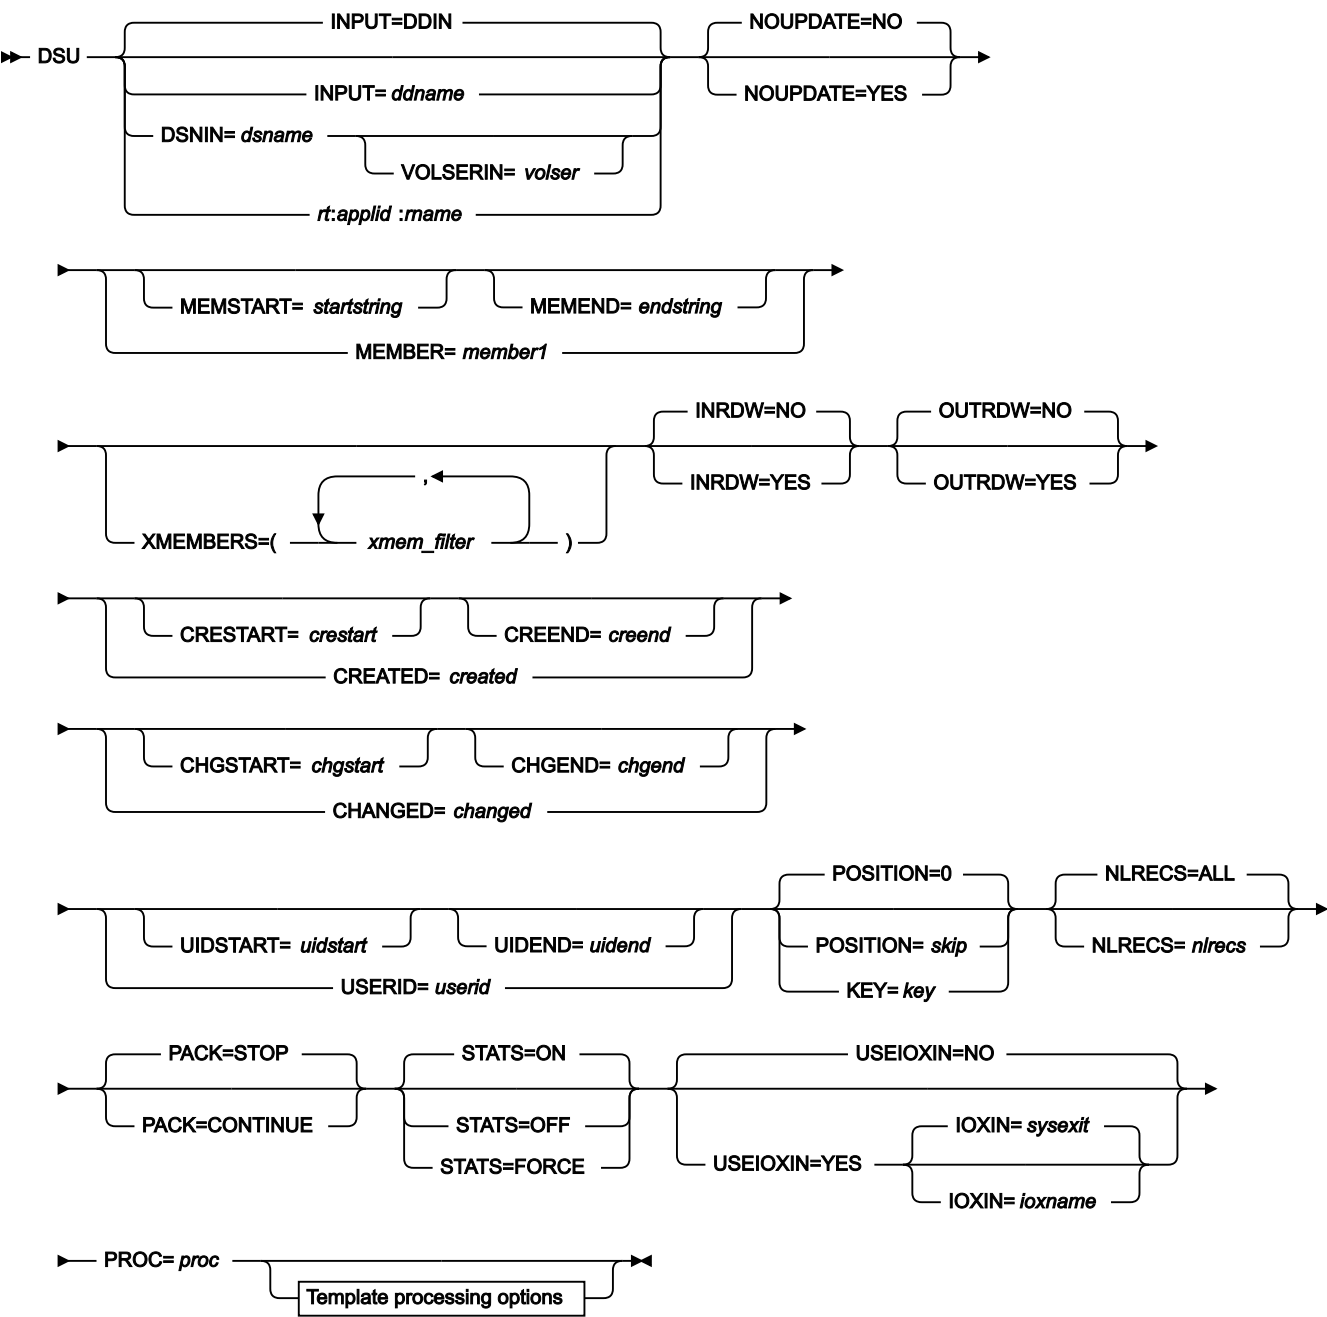 INPUT=DDIN
NOUPDATE=NO
DSU
INPUT= ddname
NOUPDATE=YES
DSNIN= dsname
VOLSERIN= volser
rt:applid :rname
MEMSTART= startstring
MEMEND= endstring
MEMBER= member1
INRDW=NO
OUTRDW=NO
,
INRDW=YES
OUTRDW=YES
XMEMBERS=( xmem_filter )
CRESTART= crestart
CREEND= creend
CREATED= created
CHGSTART= chgstart
CHGEND= chgend
CHANGED= changed
POSITION=0
NLRECS=ALL
UIDSTART= uidstart
UIDEND= uidend
POSITION= skip
NLRECS= nlrecs
USERID= userid
KEY= key
PACK=STOP
STATS=ON
USEIOXIN=NO
PACK=CONTINUE
STATS=OFF
IOXIN= sysexit
STATS=FORCE
USEIOXIN=YES
IOXIN= ioxname
PROC= proc
Template processing options